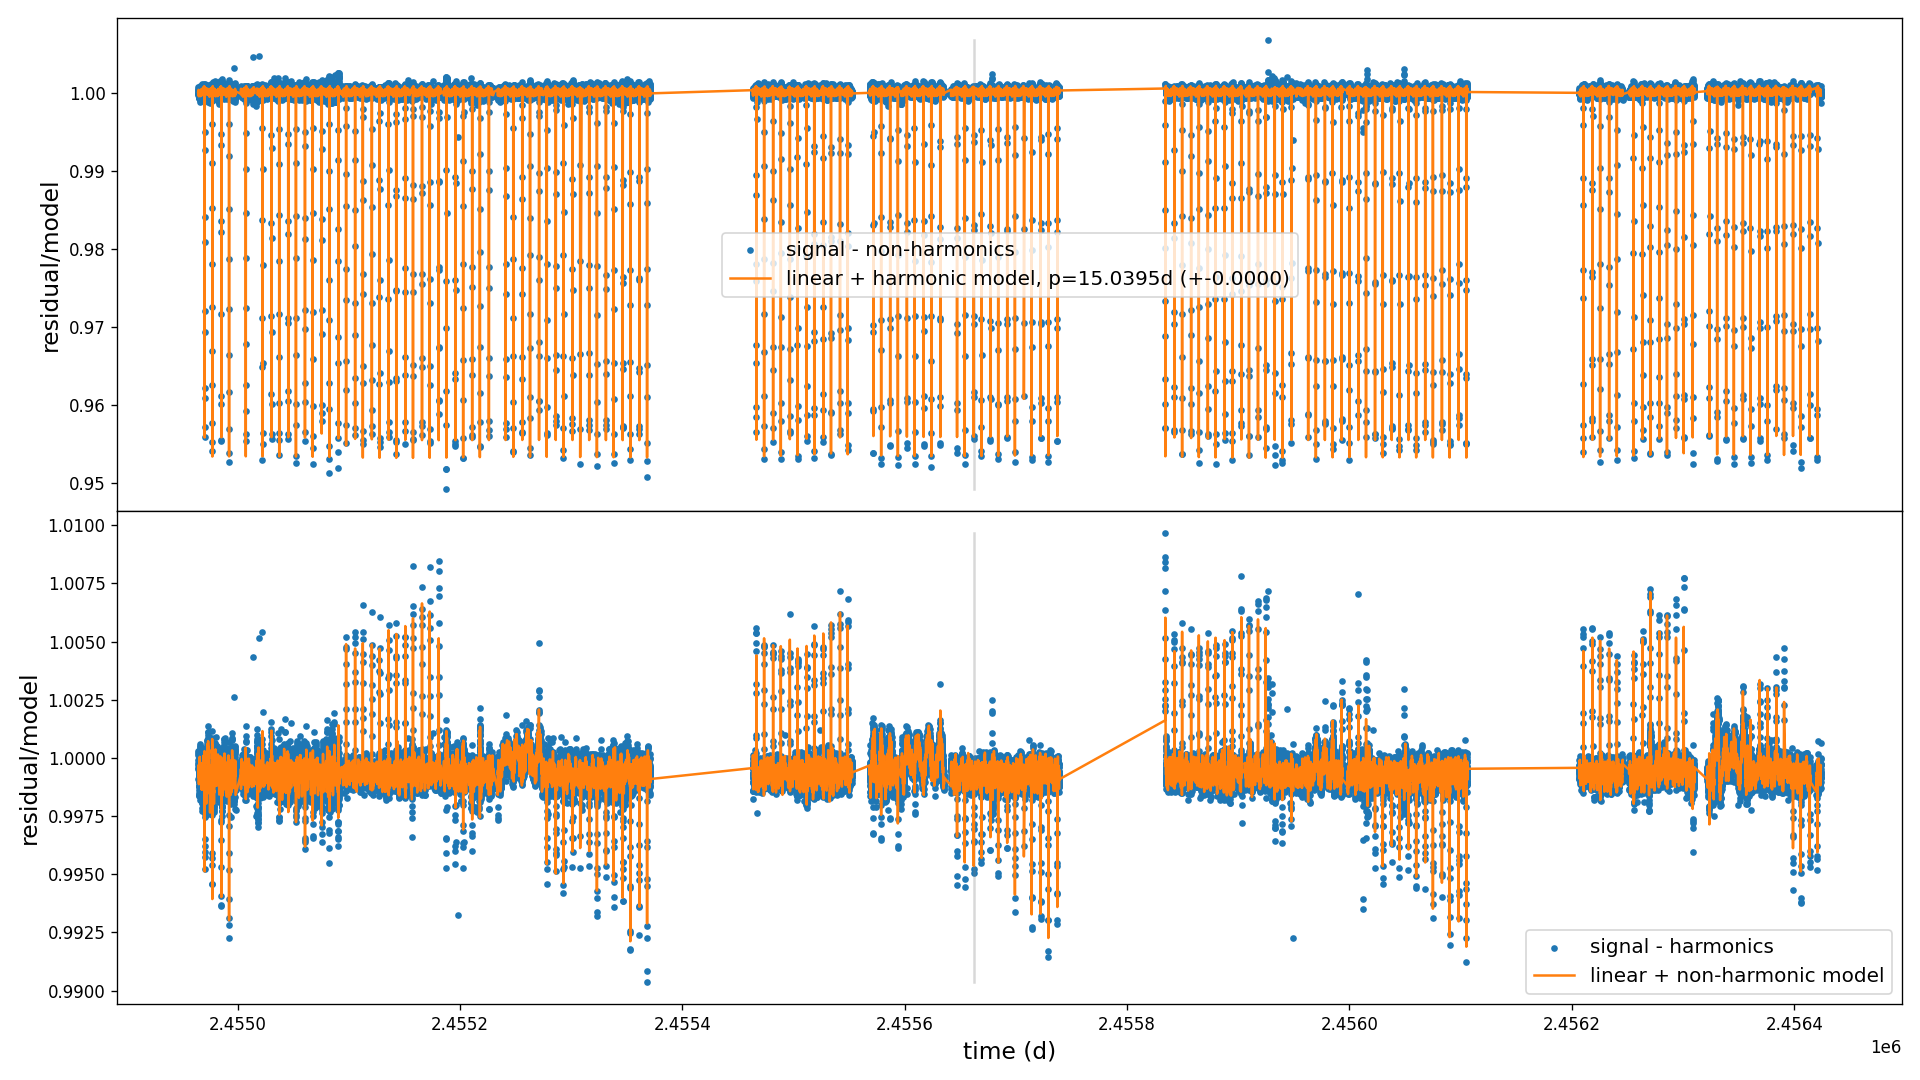 1.00
0.99
0.98
0.97
0.96
0.95
residual/model
signal - non-harmonics
linear + harmonic model, p=15.0395d (+-0.0000)
1.0100
1.0075
1.0050
1.0025
1.0000
0.9975
0.9950
0.9925
0.9900
residual/model
signal - harmonics
linear + non-harmonic model
2.4550 2.4552 2.4554 2.4556 2.4558 2.4560 2.4562 2.4564
1e6
time (d)